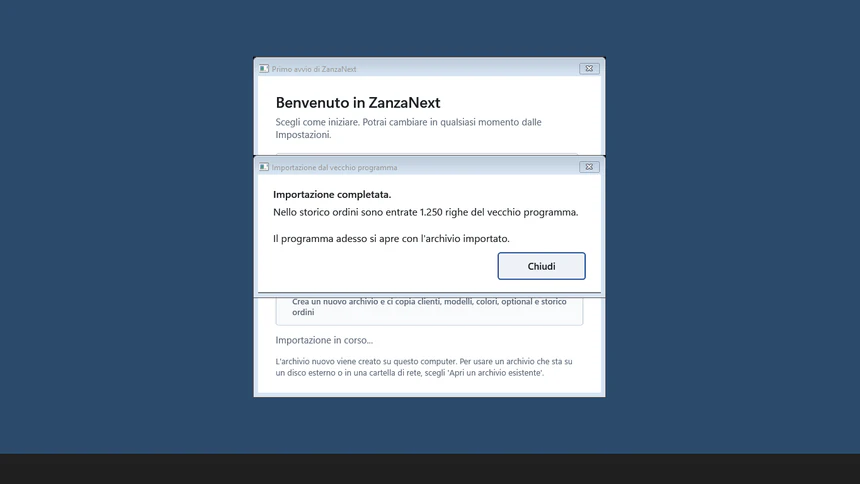 Primo avvio di ZanzaNext
Benvenuto in ZanzaNext
Scegli come iniziare. Potrai cambiare in qualsiasi momento dalle
Impostazioni.
Importazione dal vecchio programma
Importazione completata.
Nello storico ordini sono entrate 1.250 righe del vecchio programma.
Il programma adesso si apre con l'archivio importato.
Chiudi
Crea un nuovo archivio e ci copia clienti, modelli, colori, optional e storico
ordini
Importazione in corso...
L'archivio nuovo viene creato su questo computer. Per usare un archivio che sta su
un disco esterno o in una cartella di rete, scegli 'Apri un archivio esistente'.